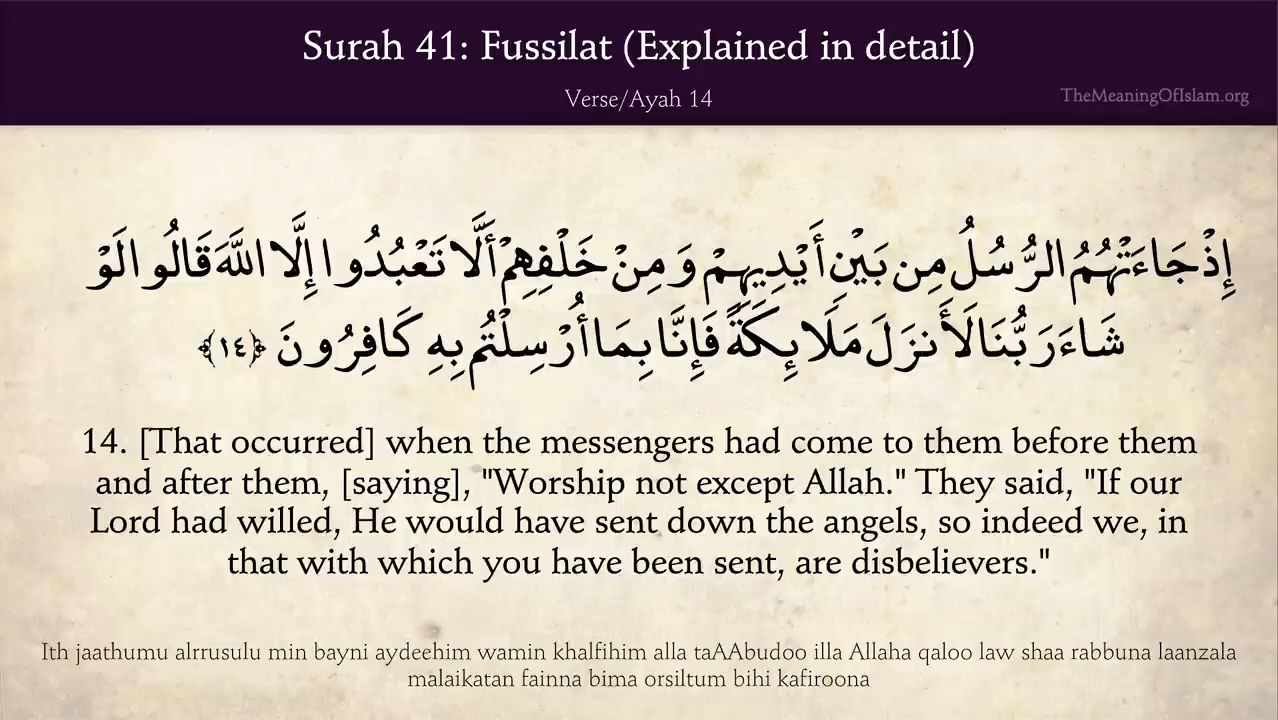 Surah 41: Fussilat (Explained in detail)
Verse/Ayah 14
TheMeaningOfIslam.org
إِذْ جَاءَتْهُمُ الرُّسُلُ مِن بَيْنِ أَيْدِيهِمْ وَمِنْ خَلْفِهِمْ أَلَّا تَعْبُدُوا إِلَّا اللَّهَ قَالُوا لَوْ
شَاءَ رَبُّنَا لَأَنزَلَ مَلَائِكَةً فَإِنَّا بِمَا أُرْسِلْتُم بِهِ كَافِرُونَ ﴿١٤﴾
14. [That occurred] when the messengers had come to them before them
and after them, [saying], "Worship not except Allah." They said, "If our
Lord had willed, He would have sent down the angels, so indeed we, in
that with which you have been sent, are disbelievers."
Ith jaathumu alrrusulu min bayni aydeehim wamin khalfihim alla taAAbudoo illa Allaha qaloo law shaa rabbuna laanzala
malaikatan fainna bima orsiltum bihi kafiroona